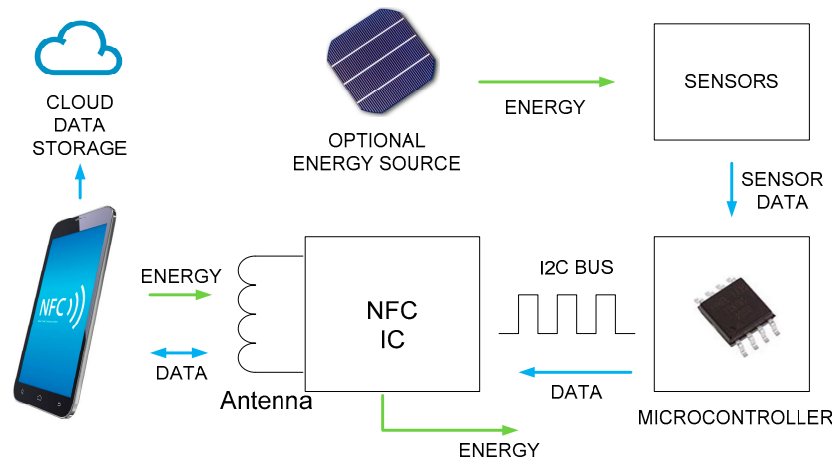 CLOUD
DATA
STORAGE
OPTIONAL
ENERGY SOURCE
ENERGY
SENSORS
SENSOR
DATA
NFC
ENERGY
DATA
Antenna
NFC
IC
I2C BUS
DATA
MICROCONTROLLER
ENERGY